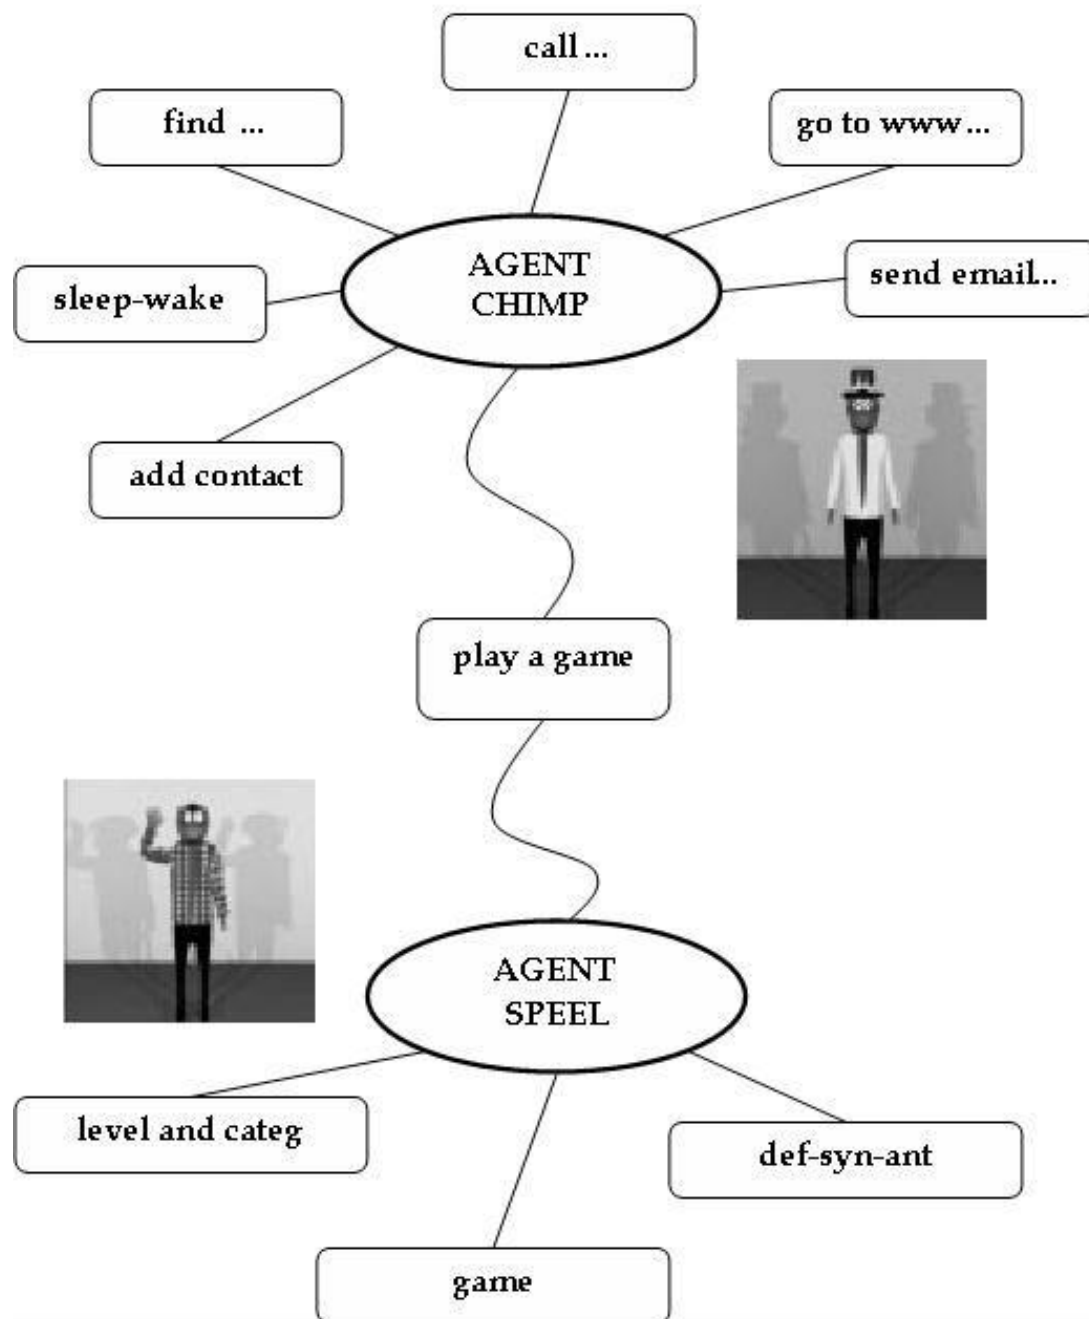 call ...
find ...
go to www ...
AGENT
CHIMP
send email...
sleep-wake
add contact
play a game
AGENT
SPEEL
level and categ
def-syn-ant
game